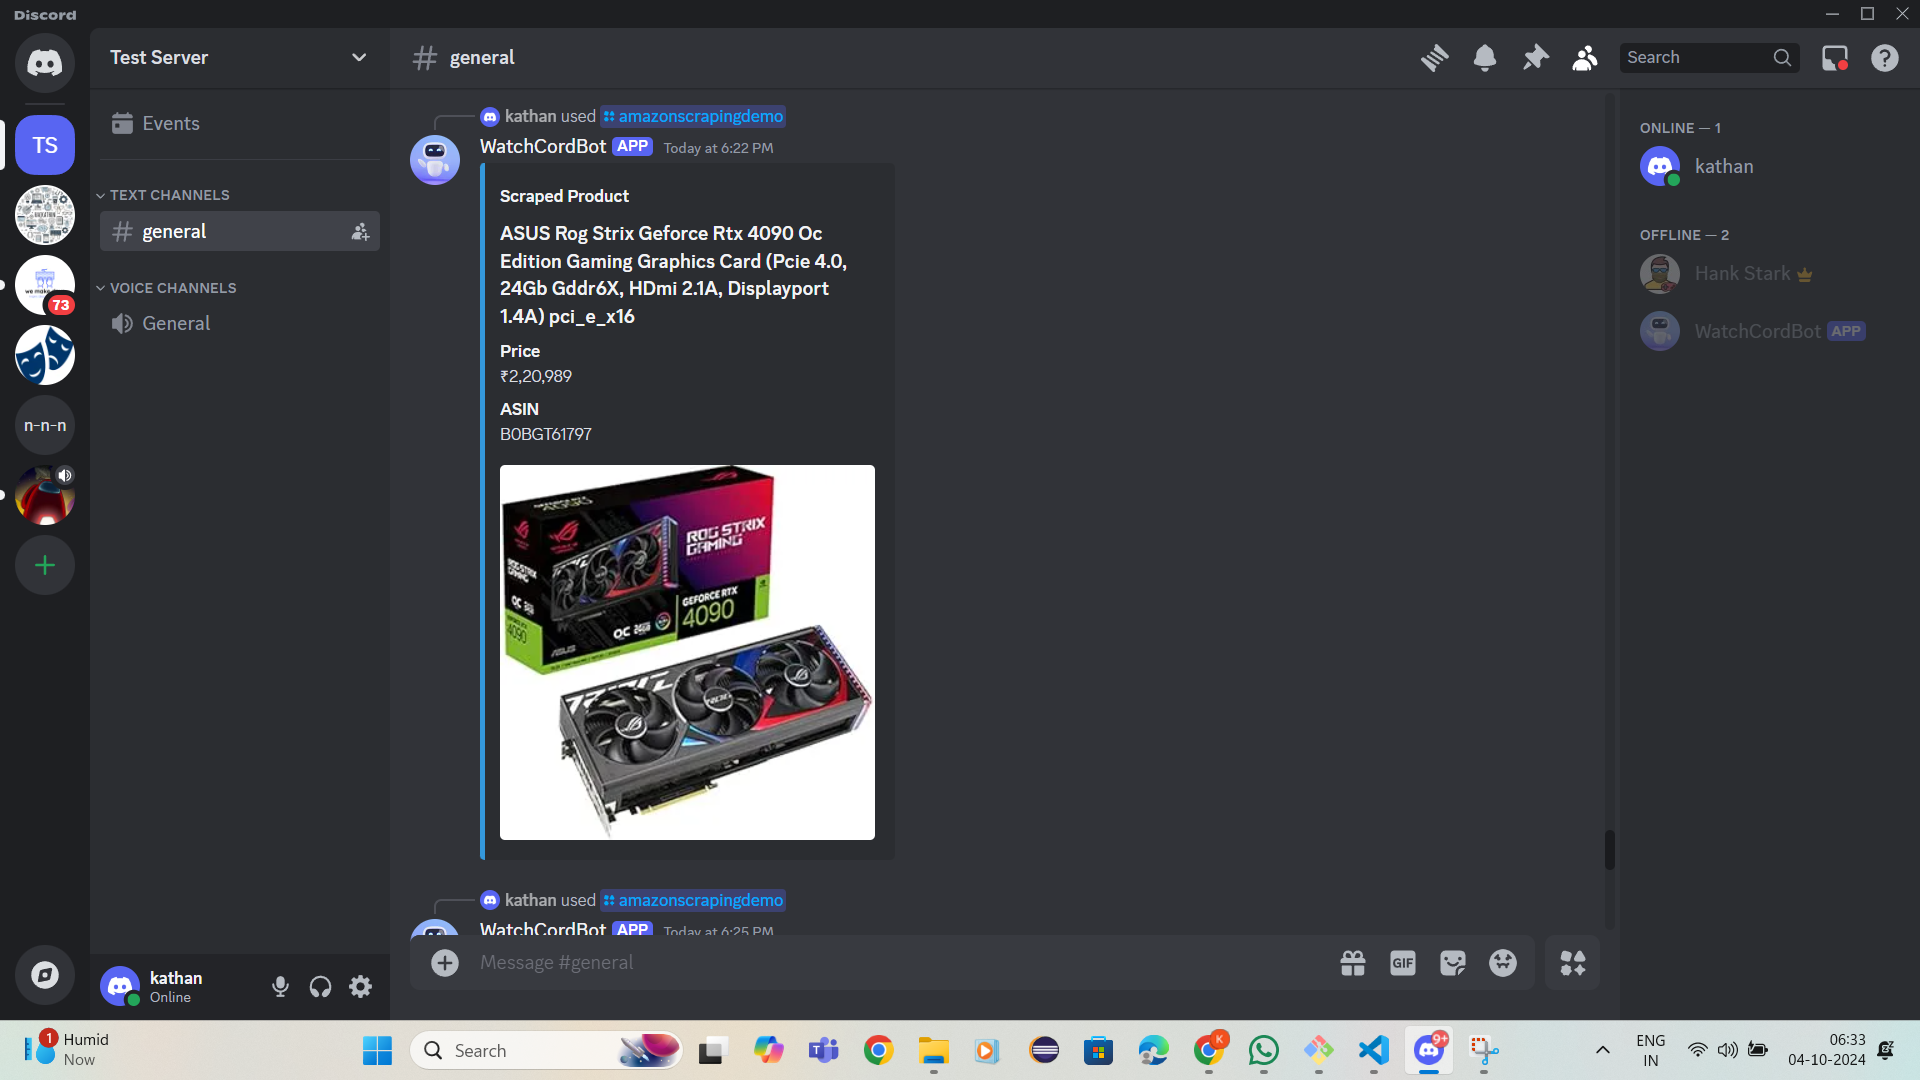 Discord
Test Server
general
Search
Events
TEXT CHANNELS
general
VOICE CHANNELS
General
TS
73
n-n-n
kathan used amazonscrapingdemo
WatchCordBot APP Today at 6:22 PM
Scraped Product
ASUS Rog Strix Geforce Rtx 4090 Oc
Edition Gaming Graphics Card (Pcie 4.0,
24Gb Gddr6X, HDmi 2.1A, Displayport
1.4A) pci_e_x16
Price
₹2,20,989
ASIN
B0BGT61797
ROG STRIX
GAMING
GEFORCE RTX
4090
OC
ASUS
kathan used amazonscrapingdemo
WatchCordBot APP Today at 6:25 PM
Message #general
GIF
ONLINE — 1
kathan
OFFLINE — 2
Hank Stark
WatchCordBot APP
kathan
Online
1
Humid
Now
Search
K
9+
ENG
IN
06:33
04-10-2024